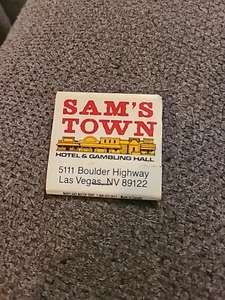 SAM'S
TOWN
HOTEL & GAMBLING HALL
5111 Boulder Highway
Las Vegas, NV 89122